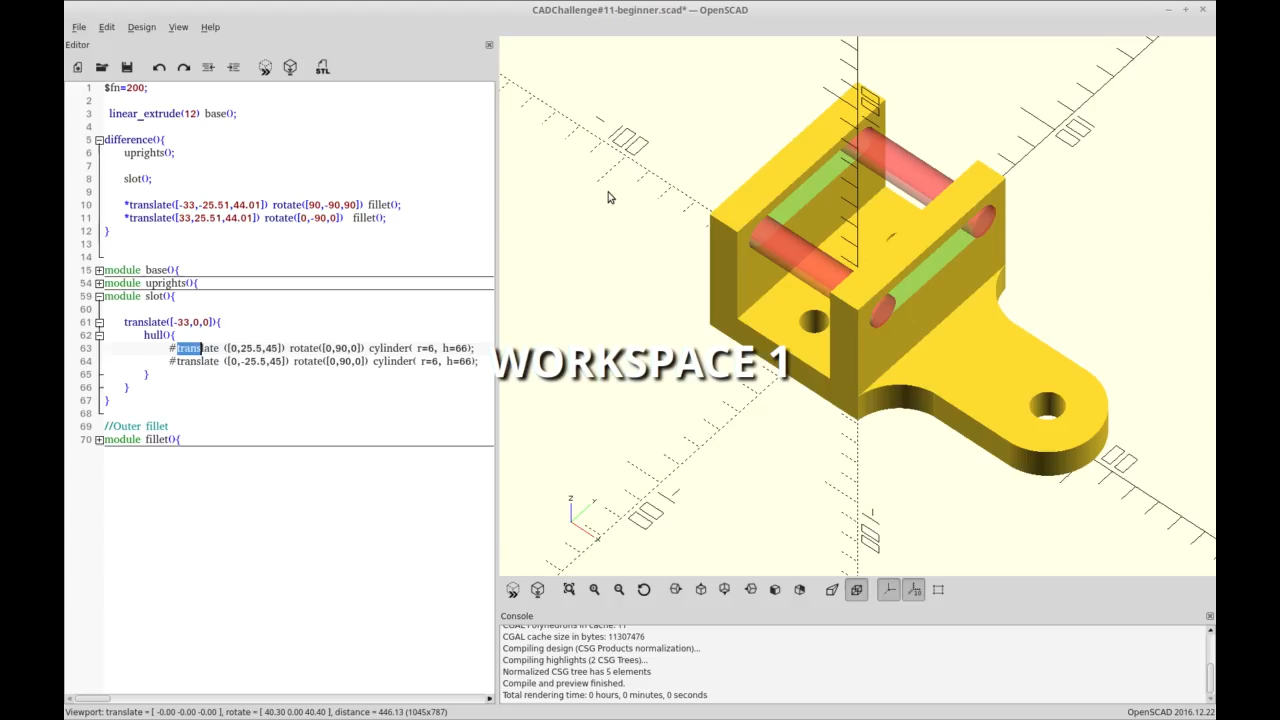 CADChallenge#11-beginner.scad* — OpenSCAD
File Edit Design View Help
Editor
STL
1 $fn=200;
2
3 linear_extrude(12) base();
4
5 difference(){
6 uprights();
7
8 slot();
9
10 *translate([-33,-25.51,44.01]) rotate([90,-90,90]) fillet();
11 *translate([33,25.51,44.01]) rotate([0,-90,0]) fillet();
12 }
13
14
15 module base(){
54 module uprights(){
59 module slot(){
60
61 translate([-33,0,0]){
62 hull(){
63 #translate ([0,25.5,45]) rotate([0,90,0]) cylinder( r=6, h=66);
64 #translate ([0,-25.5,45]) rotate([0,90,0]) cylinder( r=6, h=66);
65 }
66 }
67 }
68
69 //Outer fillet
70 module fillet(){
WORKSPACE 1
z
y
x
10
Console
CGAL Polyhedrons in cache: 11
CGAL cache size in bytes: 11307476
Compiling design (CSG Products normalization)...
Compiling highlights (2 CSG Trees)...
Normalized CSG tree has 5 elements
Compile and preview finished.
Total rendering time: 0 hours, 0 minutes, 0 seconds
Viewport: translate = [ -0.00 -0.00 -0.00 ], rotate = [ 40.30 0.00 40.40 ], distance = 446.13 (1045x787)
OpenSCAD 2016.12.22